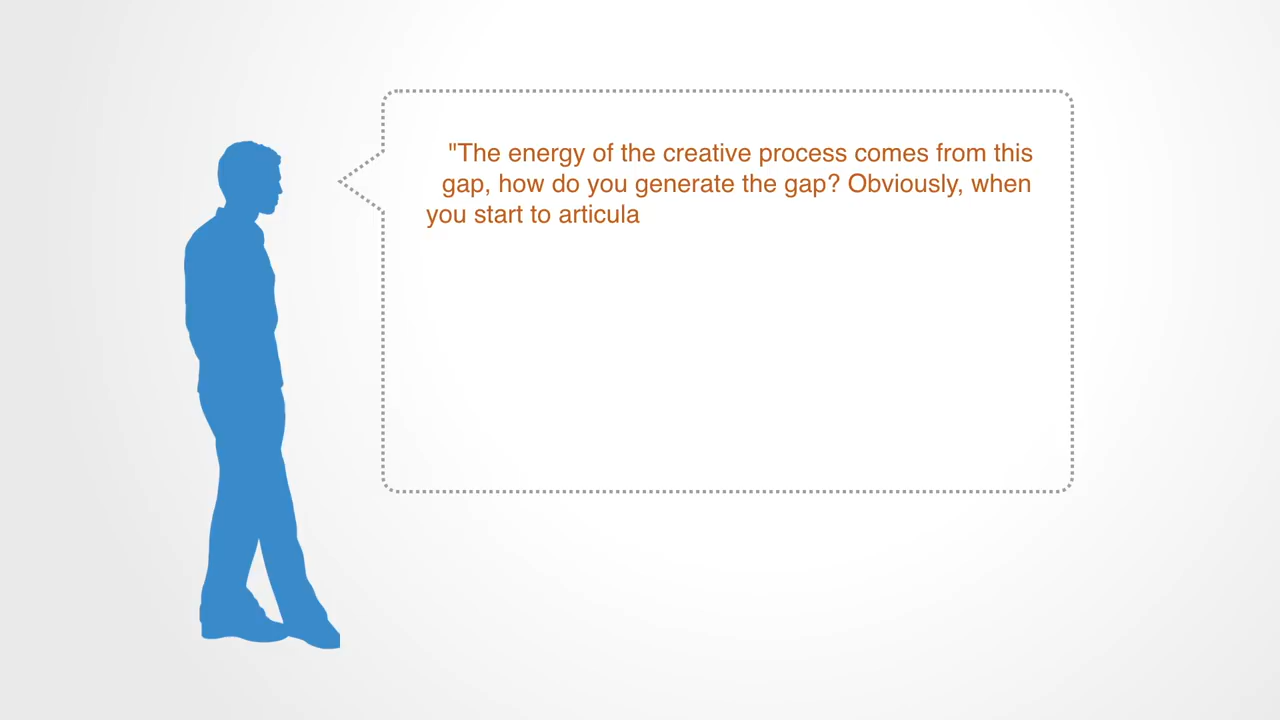 "The energy of the creative process comes from this
gap, how do you generate the gap? Obviously, when
you start to articula